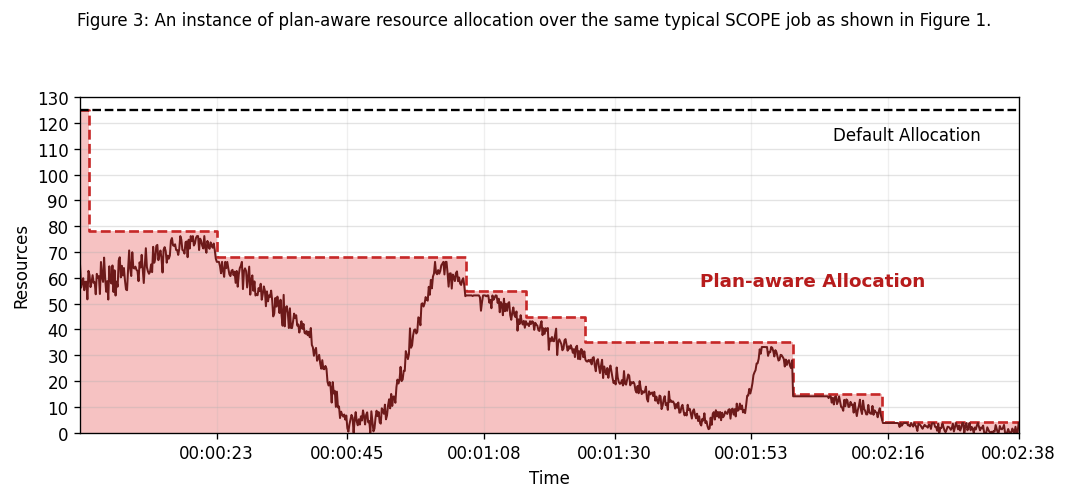 Figure 3: An instance of plan-aware resource allocation over the same typical SCOPE job as shown in Figure 1.
130
120
110
100
90
80
70
60
50
40
30
20
10
0
Resources
Default Allocation
Plan-aware Allocation
00:00:23 00:00:45 00:01:08 00:01:30 00:01:53 00:02:16 00:02:38
Time